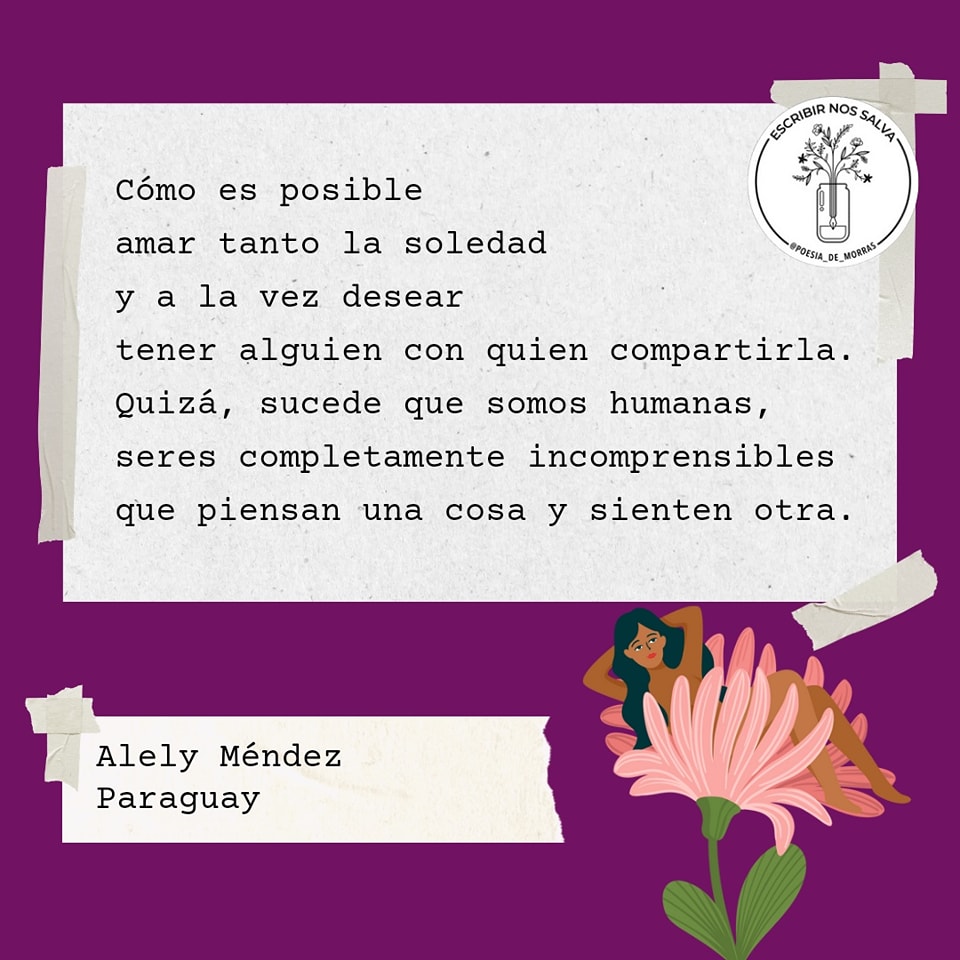 ESCRIBIR NOS SALVA
@POESIA_DE_MORRAS
Cómo es posible
amar tanto la soledad
y a la vez desear
tener alguien con quien compartirla.
Quizá, sucede que somos humanas,
seres completamente incomprensibles
que piensan una cosa y sienten otra.
Alely Méndez
Paraguay